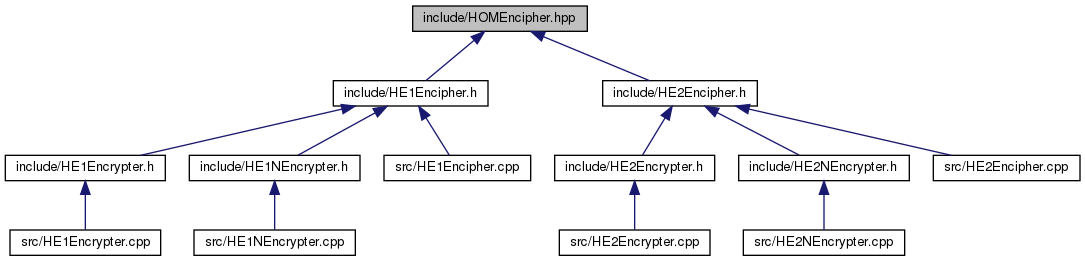 include/HOMEncipher.hpp
include/HE1Encipher.h
include/HE2Encipher.h
include/HE1Encrypter.h
include/HE1NEncrypter.h
src/HE1Encipher.cpp
include/HE2Encrypter.h
include/HE2NEncrypter.h
src/HE2Encipher.cpp
src/HE1Encrypter.cpp
src/HE1NEncrypter.cpp
src/HE2Encrypter.cpp
src/HE2NEncrypter.cpp